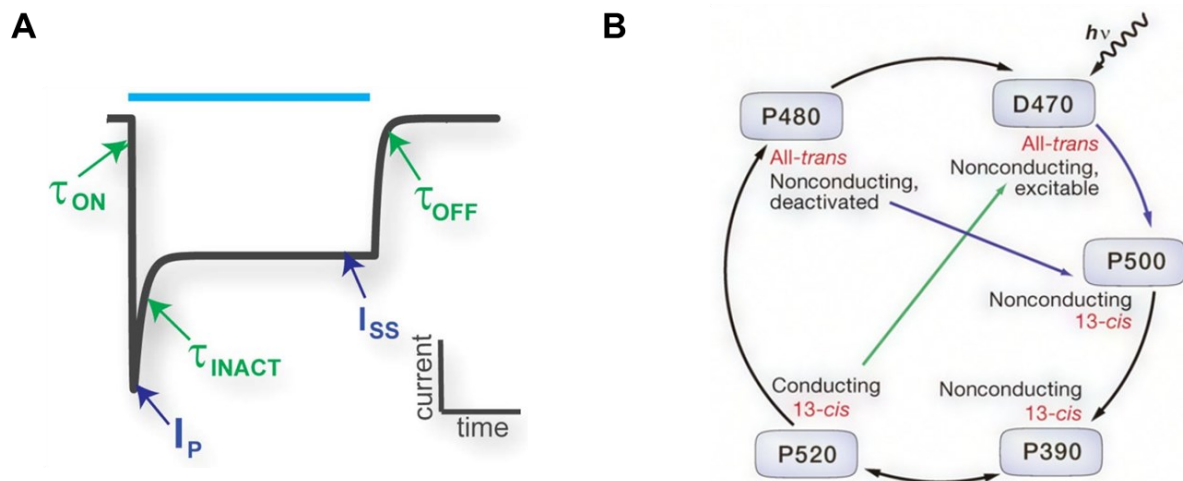 A
τON
τOFF
ISS
τINACT
IP
current
time
B
hν
P480
D470
All-trans
Nonconducting,
deactivated
All-trans
Nonconducting,
excitable
P500
Nonconducting
13-cis
Conducting
13-cis
Nonconducting
13-cis
P520
P390